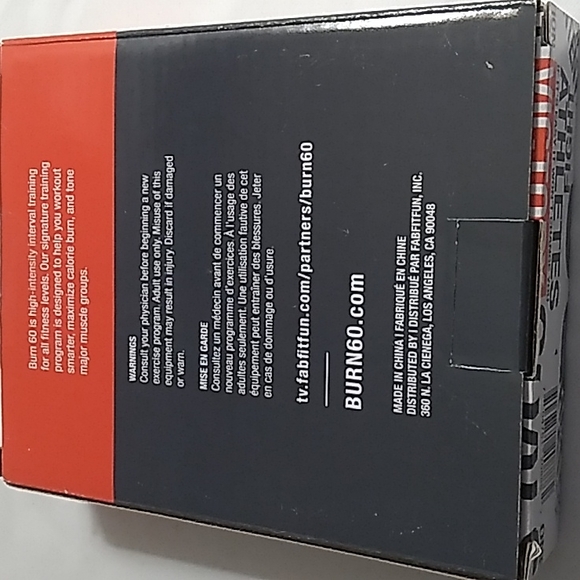 Burn 60 is high-intensity interval training
for all fitness levels. Our signature training
program is designed to help you workout
smarter, maximize calorie burn, and tone
major muscle groups.
WARNINGS
Consult your physician before beginning a new
exercise program. Adult use only. Misuse of this
equipment may result in injury Discard if damaged
or warn.
MISE EN GARDE
Consultez un médecin avant de commencer un
nouveau programme d'exercices. À l'usage des
adultes seulement. Une utilisation fautive de cet
équipement peut entraîner des blessures. Jeter
en cas de dommage ou d'usure.
tv.fabfitfun.com/partners/burn60
BURN60.com
MADE IN CHINA I FABRIQUÉ EN CHINE
DISTRIBUTED BY I DISTRIBUÉ PAR FABFITFUN, INC.
360 N. LA CIENEGA, LOS ANGELES, CA 90048
ATHLETES